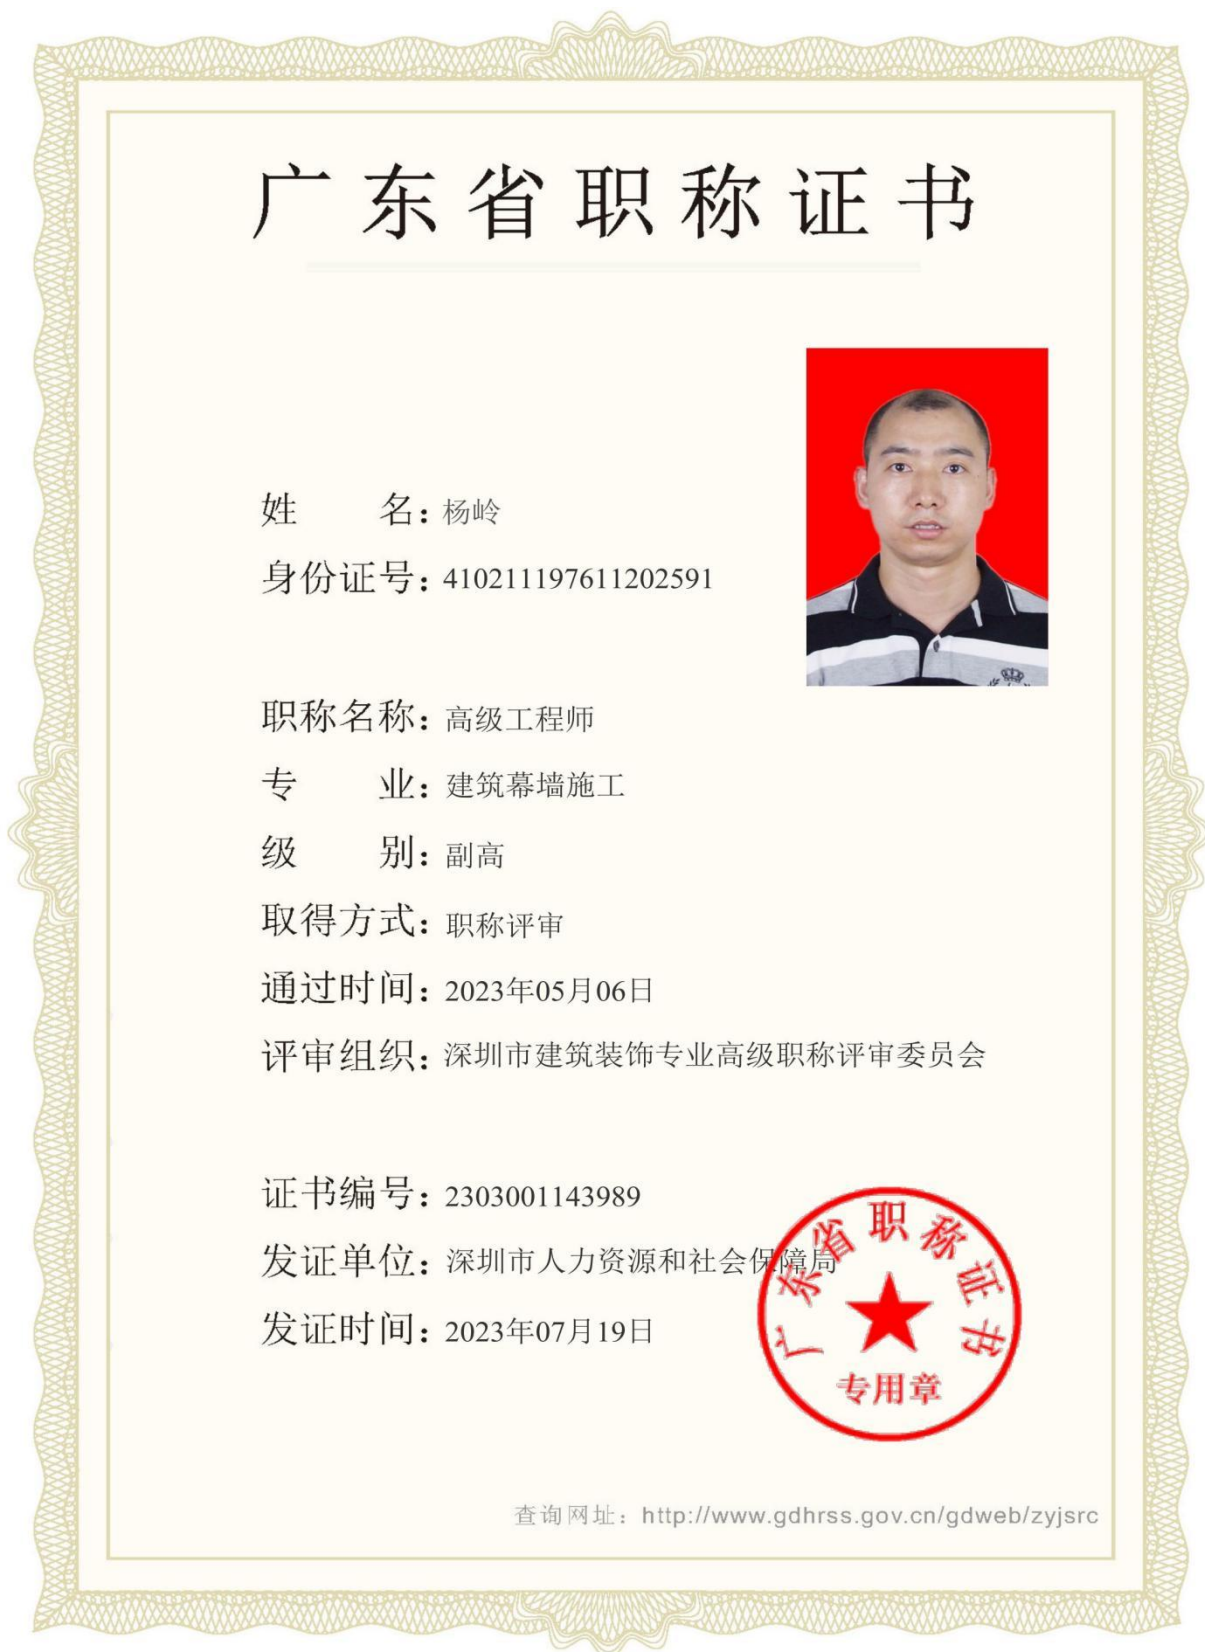 广东省职称证书
姓 名：杨岭
身份证号：410211197611202591
职称名称：高级工程师
专 业：建筑幕墙施工
级 别：副高
取得方式：职称评审
通过时间：2023年05月06日
评审组织：深圳市建筑装饰专业高级职称评审委员会
证书编号：2303001143989
发证单位：深圳市人力资源和社会保障局
发证时间：2023年07月19日
广东省职称证书
专用章
查询网址：http://www.gdhrss.gov.cn/gdweb/zyjsrc